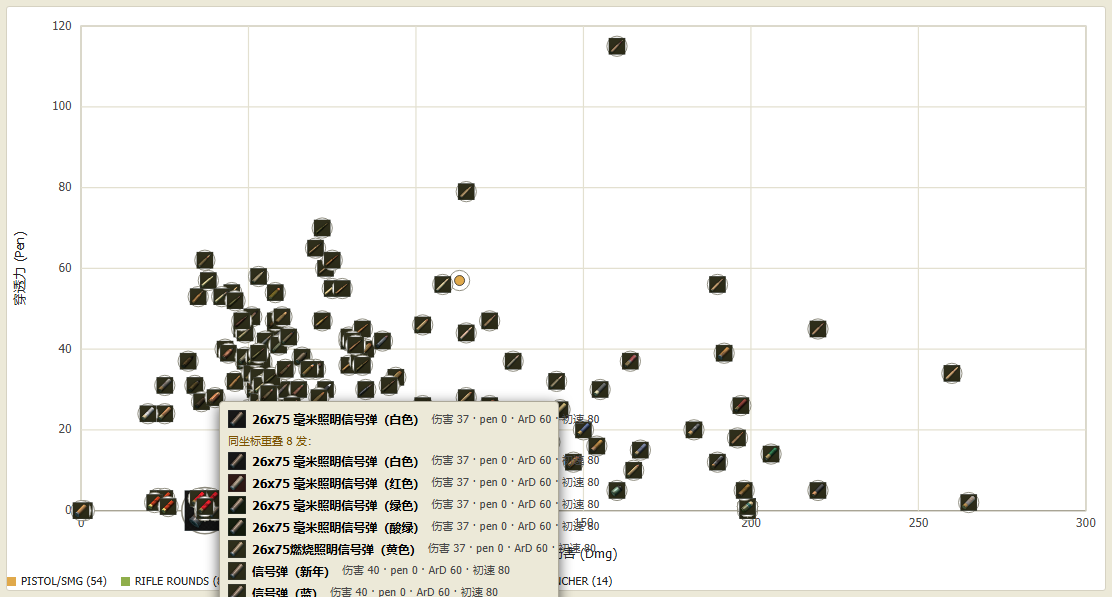 120
100
80
60
40
20
0
穿透力 (Pen)
0
150
200
250
300
害 (Dmg)
26x75 毫米照明信号弹（白色） 伤害 37 · pen 0 · ArD 60 · 初速 80
同坐标重叠 8 发:
26x75 毫米照明信号弹（白色） 伤害 37 · pen 0 · ArD 60 · 初速 80
26x75 毫米照明信号弹（红色） 伤害 37 · pen 0 · ArD 60 · 初速 80
26x75 毫米照明信号弹（绿色） 伤害 37 · pen 0 · ArD 60 · 初速 80
26x75 毫米照明信号弹（酸绿） 伤害 37 · pen 0 · ArD 60 · 初速 80
26x75燃烧照明信号弹（黄色） 伤害 37 · pen 0 · ArD 60 · 初速 80
信号弹（新年） 伤害 40 · pen 0 · ArD 60 · 初速 80
信号弹（蓝） 伤害 40 · pen 0 · ArD 60 · 初速 80
PISTOL/SMG (54)
RIFLE ROUNDS
NCHER (14)